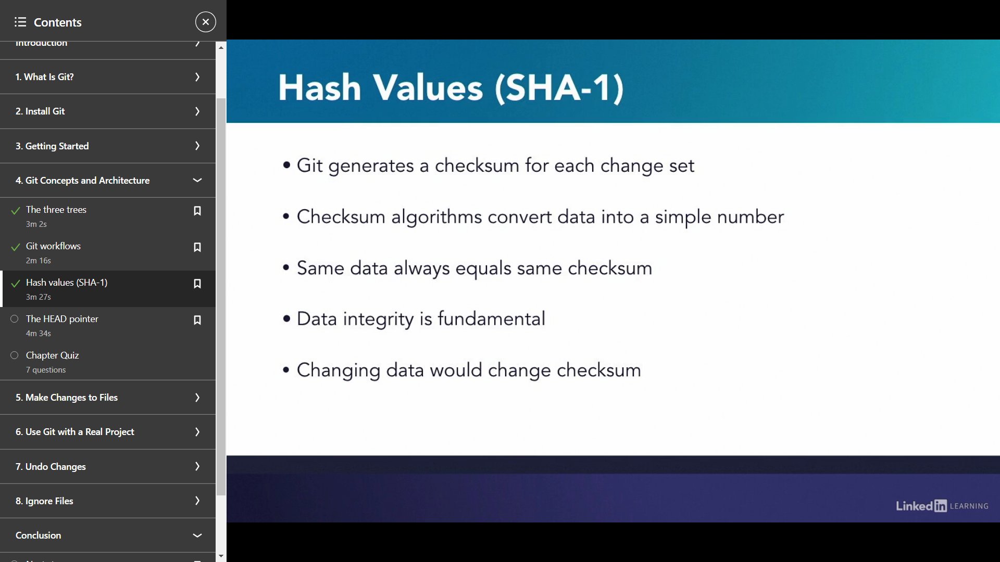 Contents
Introduction
1. What Is Git?
2. Install Git
3. Getting Started
4. Git Concepts and Architecture
The three trees
3m 2s
Git workflows
2m 16s
Hash values (SHA-1)
3m 27s
The HEAD pointer
4m 34s
Chapter Quiz
7 questions
5. Make Changes to Files
6. Use Git with a Real Project
7. Undo Changes
8. Ignore Files
Conclusion
Hash Values (SHA-1)
• Git generates a checksum for each change set
• Checksum algorithms convert data into a simple number
• Same data always equals same checksum
• Data integrity is fundamental
• Changing data would change checksum
LinkedIn LEARNING